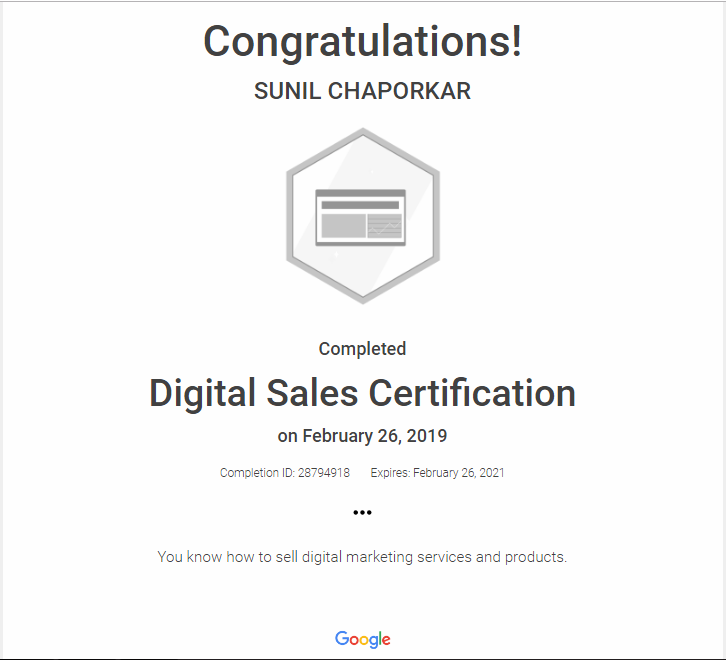 Congratulations!
SUNIL CHAPORKAR
Completed
Digital Sales Certification
on February 26, 2019
Completion ID: 28794918 Expires: February 26, 2021
•••
You know how to sell digital marketing services and products.
Google